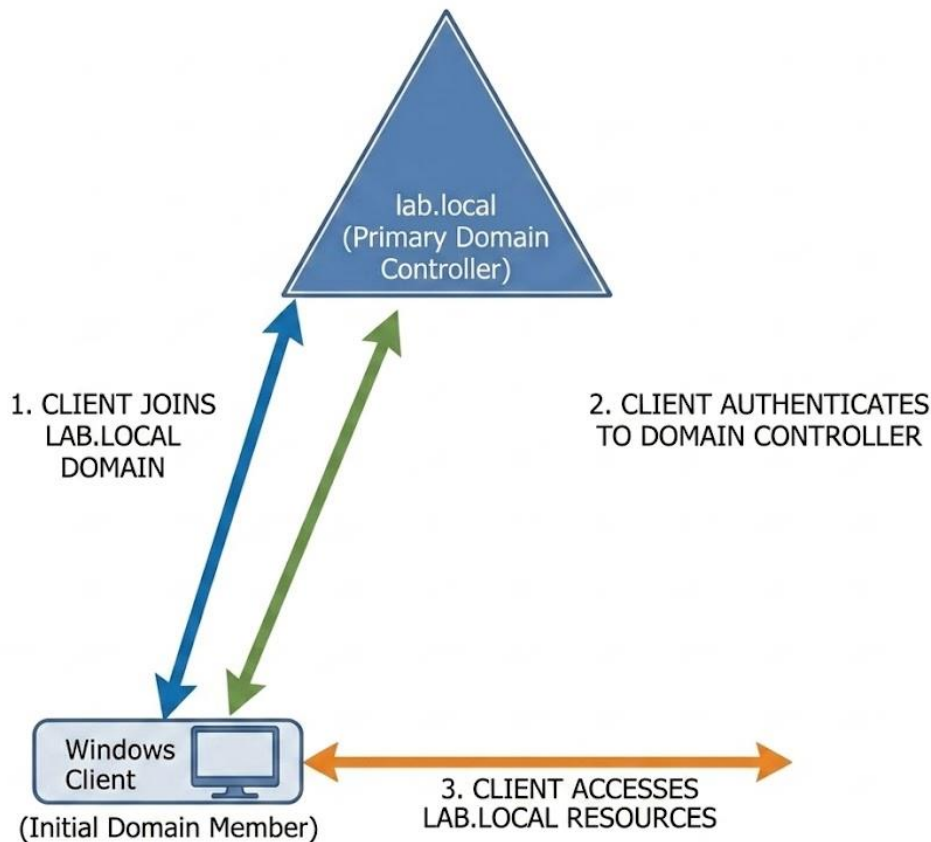 lab.local
(Primary Domain
Controller)
1. CLIENT JOINS
LAB.LOCAL
DOMAIN
2. CLIENT AUTHENTICATES
TO DOMAIN CONTROLLER
Windows
Client
(Initial Domain Member)
3. CLIENT ACCESSES
LAB.LOCAL RESOURCES